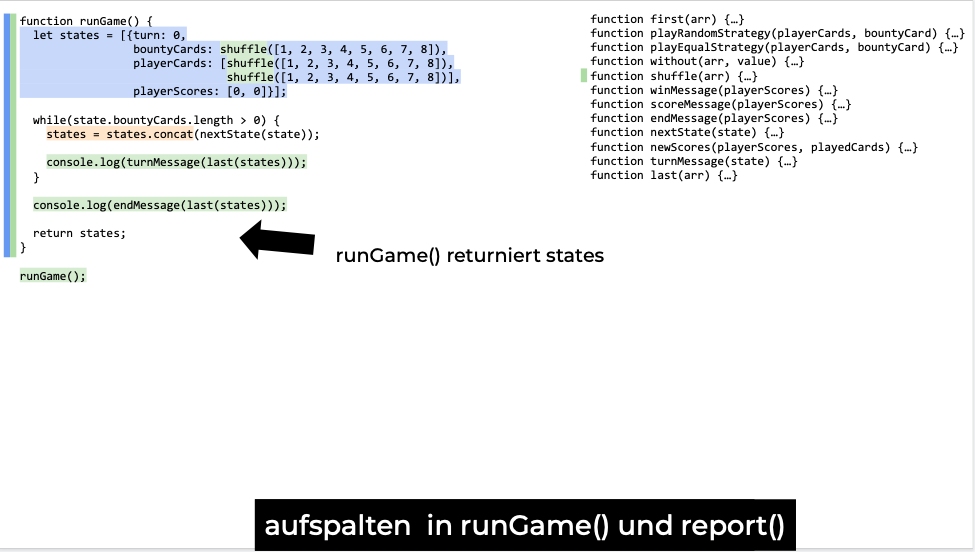 function runGame() {
let states = [{turn: 0,
bountyCards: shuffle([1, 2, 3, 4, 5, 6, 7, 8]),
playerCards: [shuffle([1, 2, 3, 4, 5, 6, 7, 8]),
shuffle([1, 2, 3, 4, 5, 6, 7, 8])],
playerScores: [0, 0]}];
while(state.bountyCards.length > 0) {
states = states.concat(nextState(state));
console.log(turnMessage(last(states)));
}
console.log(endMessage(last(states)));
return states;
}
runGame();
function first(arr) {…}
function playRandomStrategy(playerCards, bountyCard) {…}
function playEqualStrategy(playerCards, bountyCard) {…}
function without(arr, value) {…}
function shuffle(arr) {…}
function winMessage(playerScores) {…}
function scoreMessage(playerScores) {…}
function endMessage(playerScores) {…}
function nextState(state) {…}
function newScores(playerScores, playedCards) {…}
function turnMessage(state) {…}
function last(arr) {…}
runGame() returniert states
aufspalten in runGame() und report()